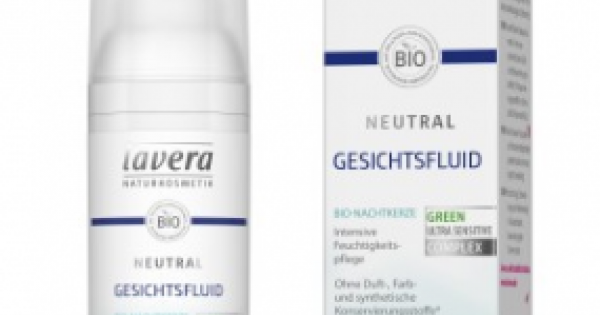 lavera
NATURKOSMETIK
BIO
NEUTRAL
GESICHTSFLUID
BIO
NEUTRAL
GESICHTSFLUID
BIO-NACHTKERZE
Intensive
Feuchtigkeits-
pflege
GREEN
ULTRA SENSITIVE
COMPLEX
Ohne Duft-, Farb-
und synthetische
Konservierungsstoffe*